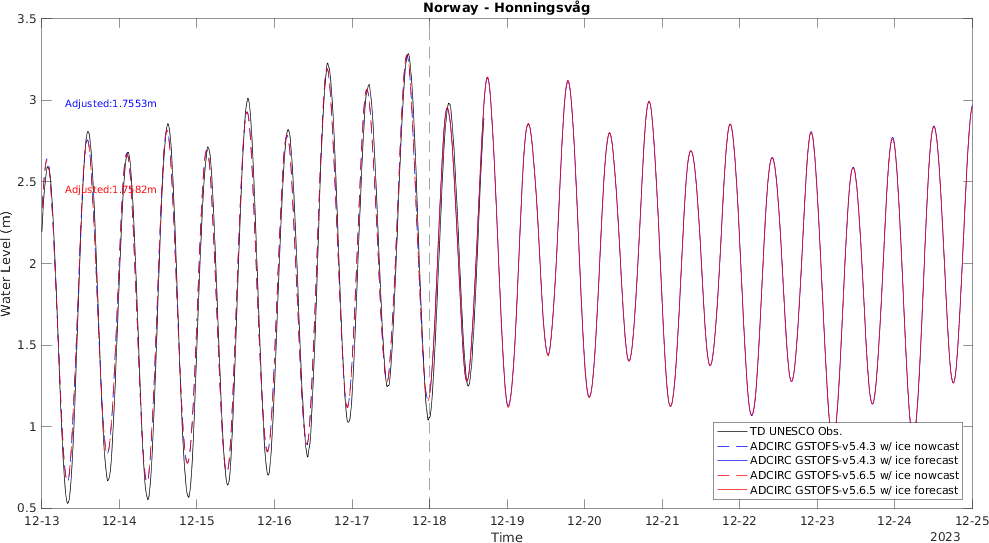 Norway - Honningsvåg
3.5
3
2.5
2
1.5
1
0.5
Water Level (m)
Adjusted:1.7553m
Adjusted:1.7582m
TD UNESCO Obs.
ADCIRC GSTOFS-v5.4.3 w/ ice nowcast
ADCIRC GSTOFS-v5.4.3 w/ ice forecast
ADCIRC GSTOFS-v5.6.5 w/ ice nowcast
ADCIRC GSTOFS-v5.6.5 w/ ice forecast
12-13 12-14 12-15 12-16 12-17 12-18 12-19 12-20 12-21 12-22 12-23 12-24 12-25
Time
2023